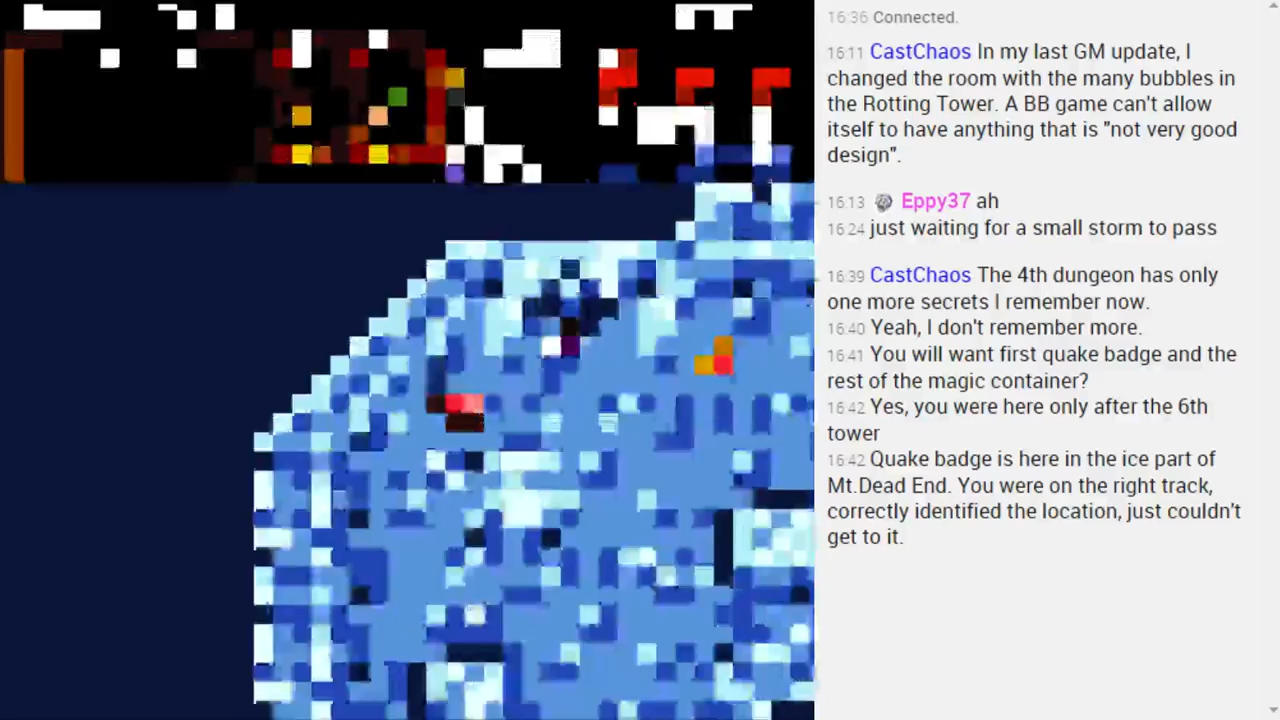 16:36 Connected.
16:11 CastChaos In my last GM update, I
changed the room with the many bubbles in
the Rotting Tower. A BB game can't allow
itself to have anything that is "not very good
design".
16:13 Eppy37 ah
16:24 just waiting for a small storm to pass
16:39 CastChaos The 4th dungeon has only
one more secrets I remember now.
16:40 Yeah, I don't remember more.
16:41 You will want first quake badge and the
rest of the magic container?
16:42 Yes, you were here only after the 6th
tower
16:42 Quake badge is here in the ice part of
Mt.Dead End. You were on the right track,
correctly identified the location, just couldn't
get to it.